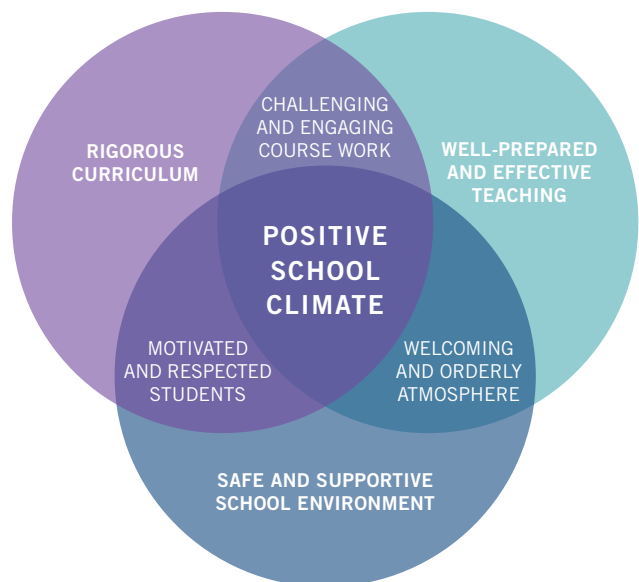 CHALLENGING
AND ENGAGING
COURSE WORK
RIGOROUS
CURRICULUM
WELL-PREPARED
AND EFFECTIVE
TEACHING
POSITIVE
SCHOOL
CLIMATE
MOTIVATED
AND RESPECTED
STUDENTS
WELCOMING
AND ORDERLY
ATMOSPHERE
SAFE AND SUPPORTIVE
SCHOOL ENVIRONMENT